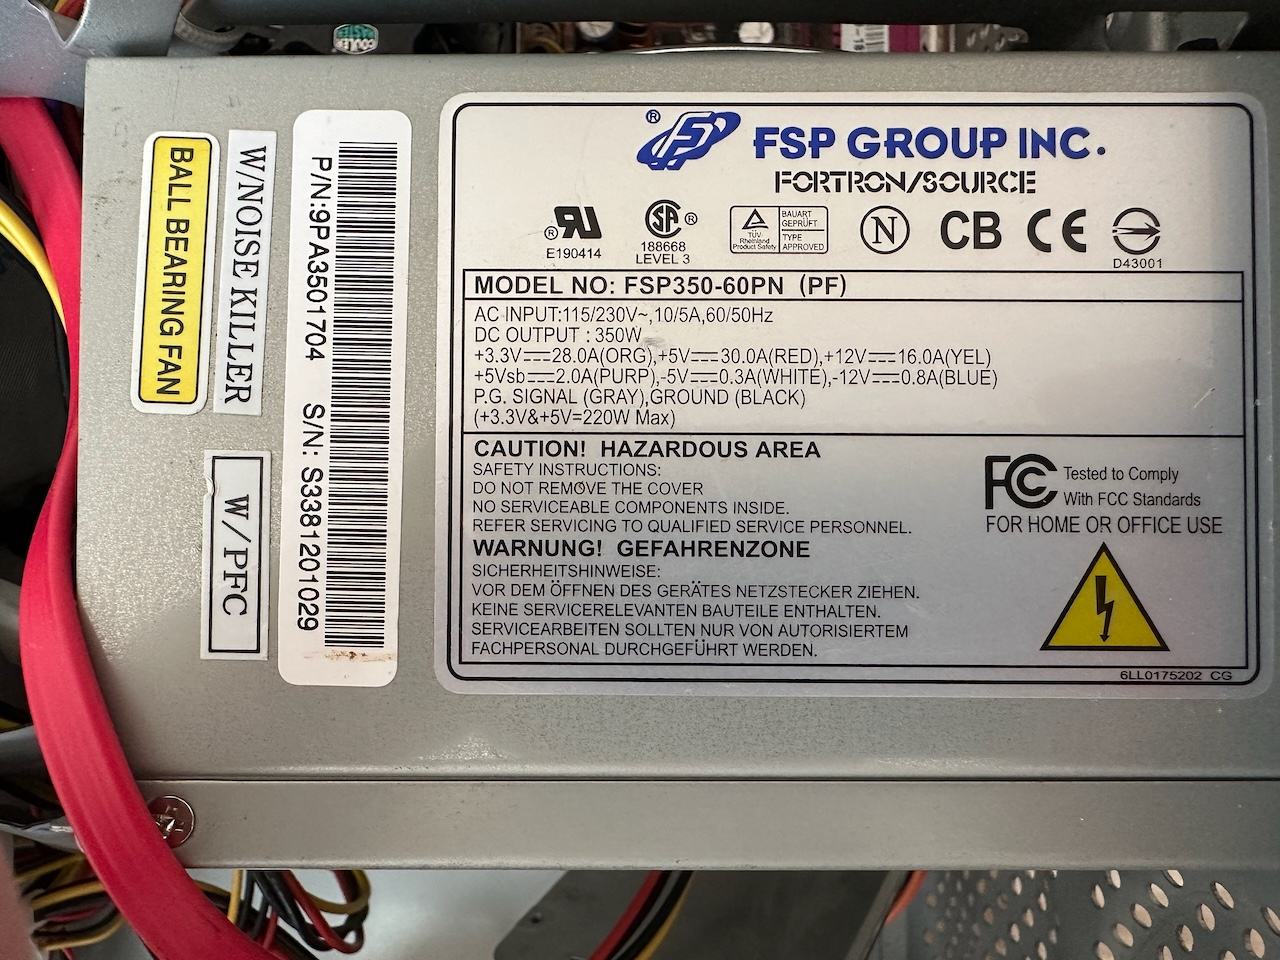 COOLER
MASTER
BALL BEARING FAN
W/NOISE KILLER
W/PFC
P/N:9PA3501704 S/N: S3381201029
® FSP GROUP INC.
FORTRON/SOURCE
®
E190414
®
188668
LEVEL 3
TÜV
Rheinland
Product Safety
BAUART
GEPRÜFT
TYPE
APPROVED
N
CB
CE
D43001
MODEL NO: FSP350-60PN (PF)
AC INPUT:115/230V~,10/5A,60/50Hz
DC OUTPUT : 350W
+3.3V⎓28.0A(ORG),+5V⎓30.0A(RED),+12V⎓16.0A(YEL)
+5Vsb⎓2.0A(PURP),-5V⎓0.3A(WHITE),-12V⎓0.8A(BLUE)
P.G. SIGNAL (GRAY),GROUND (BLACK)
(+3.3V&+5V=220W Max)
CAUTION! HAZARDOUS AREA
SAFETY INSTRUCTIONS:
DO NOT REMOVE THE COVER
NO SERVICEABLE COMPONENTS INSIDE.
REFER SERVICING TO QUALIFIED SERVICE PERSONNEL.
WARNUNG! GEFAHRENZONE
SICHERHEITSHINWEISE:
VOR DEM ÖFFNEN DES GERÄTES NETZSTECKER ZIEHEN.
KEINE SERVICERELEVANTEN BAUTEILE ENTHALTEN.
SERVICEARBEITEN SOLLTEN NUR VON AUTORISIERTEM
FACHPERSONAL DURCHGEFÜHRT WERDEN.
FC Tested to Comply
With FCC Standards
FOR HOME OR OFFICE USE
6LL0175202 CG